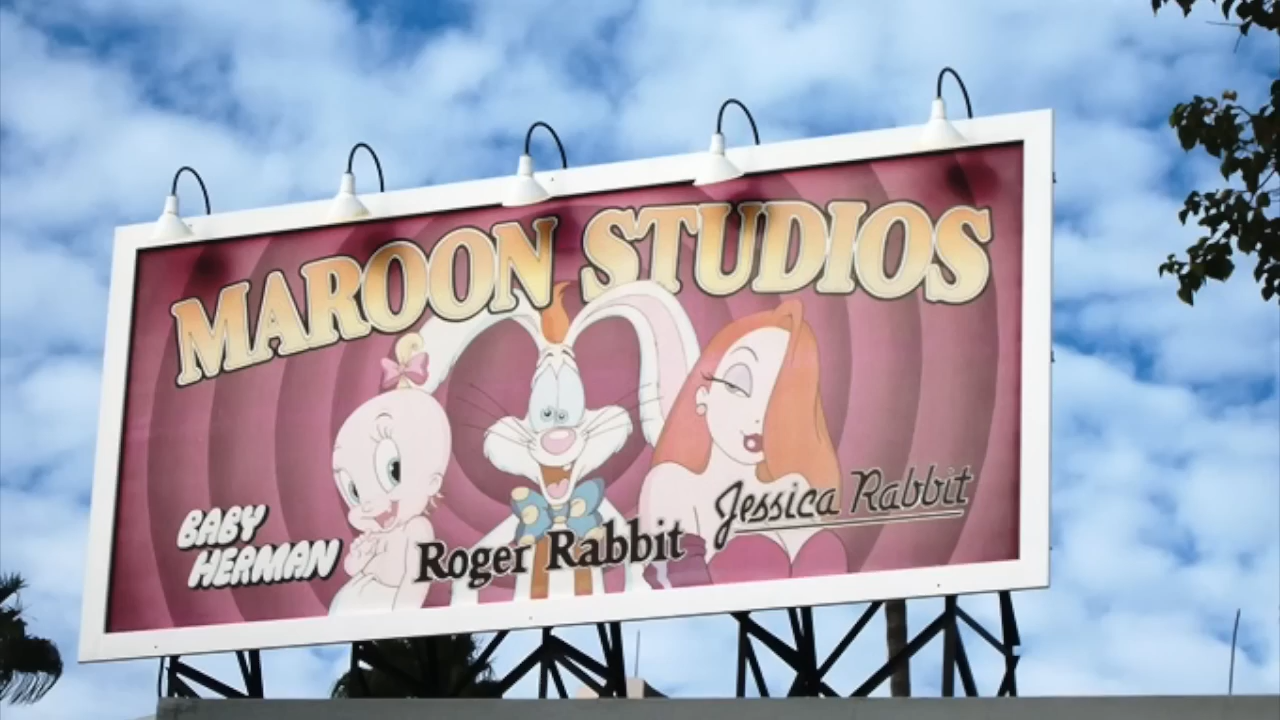 MAROON STUDIOS
BABY
HERMAN
Roger Rabbit
Jessica Rabbit